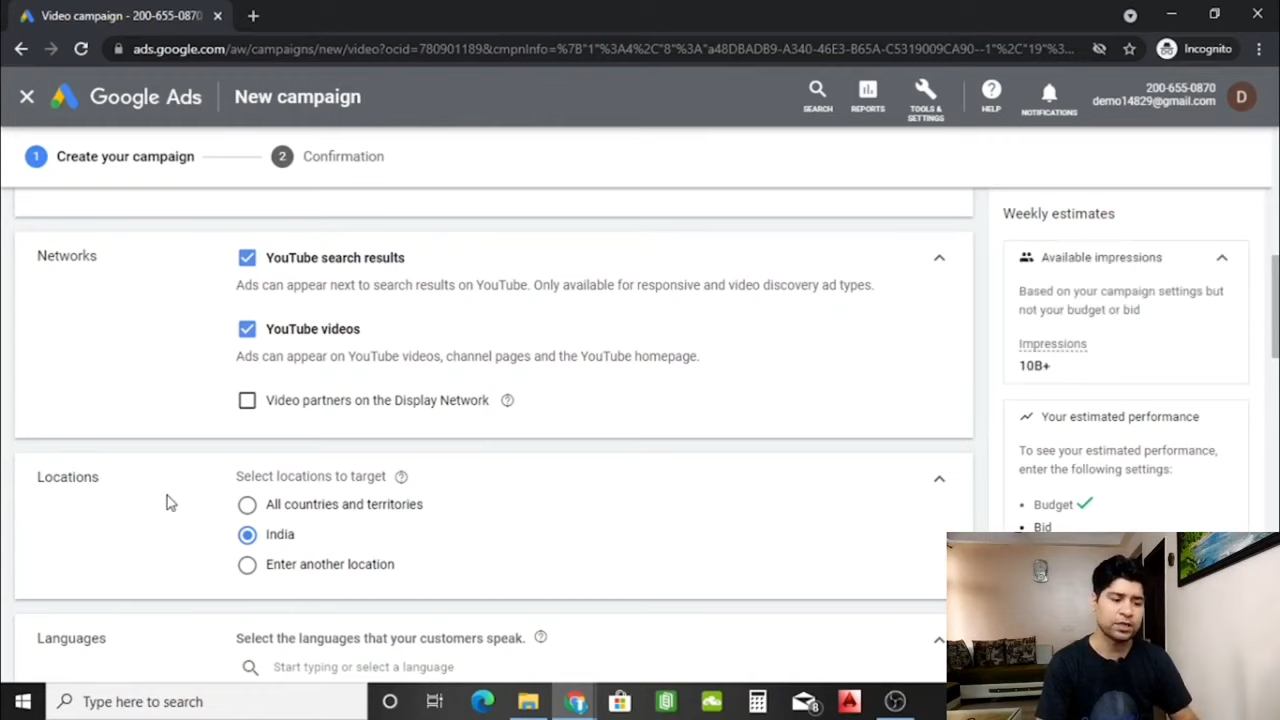 Video campaign - 200-655-0870
ads.google.com/aw/campaigns/new/video?ocid=780901189&cmpnInfo=%7B"1"%3A4%2C"8"%3A"a48DBADB9-A340-46E3-B65A-C5319009CA90--1"%2C"19"%3...
Incognito
Google Ads
New campaign
SEARCH
REPORTS
TOOLS & SETTINGS
HELP
NOTIFICATIONS
200-655-0870
demo14829@gmail.com
D
1 Create your campaign
2 Confirmation
Networks
YouTube search results
Ads can appear next to search results on YouTube. Only available for responsive and video discovery ad types.
YouTube videos
Ads can appear on YouTube videos, channel pages and the YouTube homepage.
Video partners on the Display Network
Locations
Select locations to target
All countries and territories
India
Enter another location
Languages
Select the languages that your customers speak.
Start typing or select a language
Weekly estimates
Available impressions
Based on your campaign settings but
not your budget or bid
Impressions
10B+
Your estimated performance
To see your estimated performance,
enter the following settings:
• Budget
• Bid
Type here to search
8